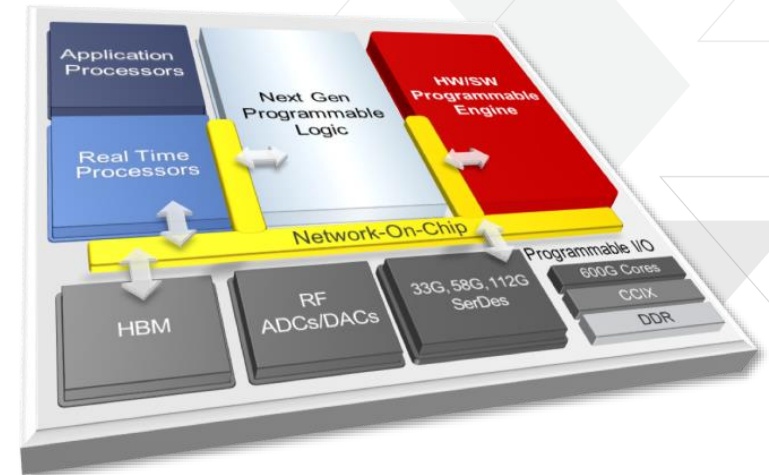 Application
Processors
Next Gen
Programmable
Logic
HW/SW
Programmable
Engine
Real Time
Processors
Network-On-Chip
HBM
RF
ADCs/DACs
33G, 58G, 112G
SerDes
Programmable I/O
600G Cores
CCIX
DDR